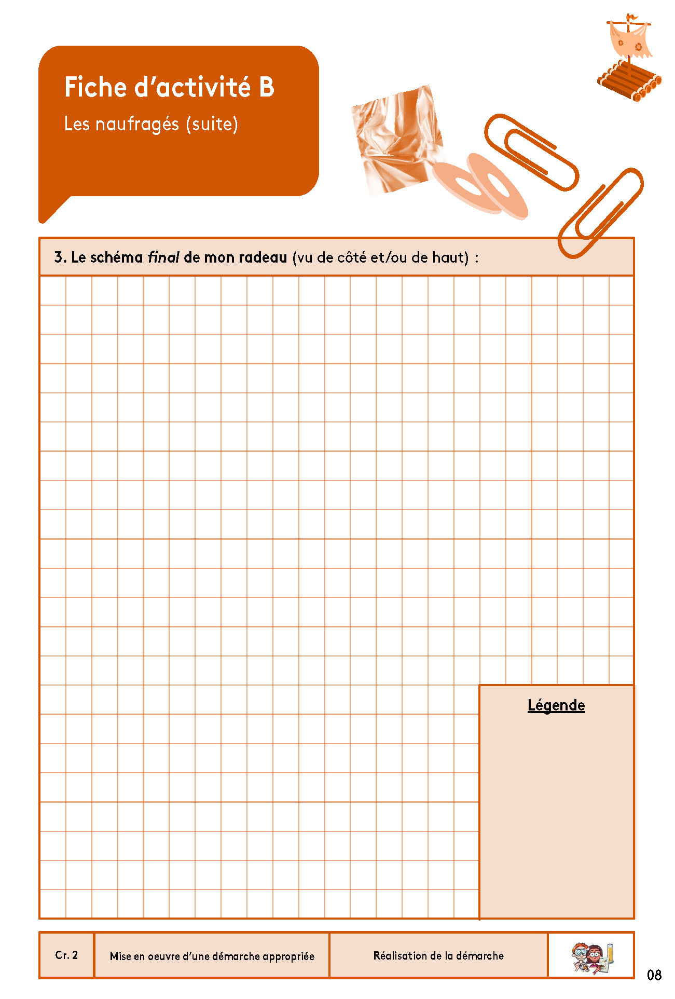 Fiche d’activité B
Les naufragés (suite)
3. Le schéma final de mon radeau (vu de côté et/ou de haut) :
Légende
Cr. 2
Mise en oeuvre d’une démarche appropriée
Réalisation de la démarche
08